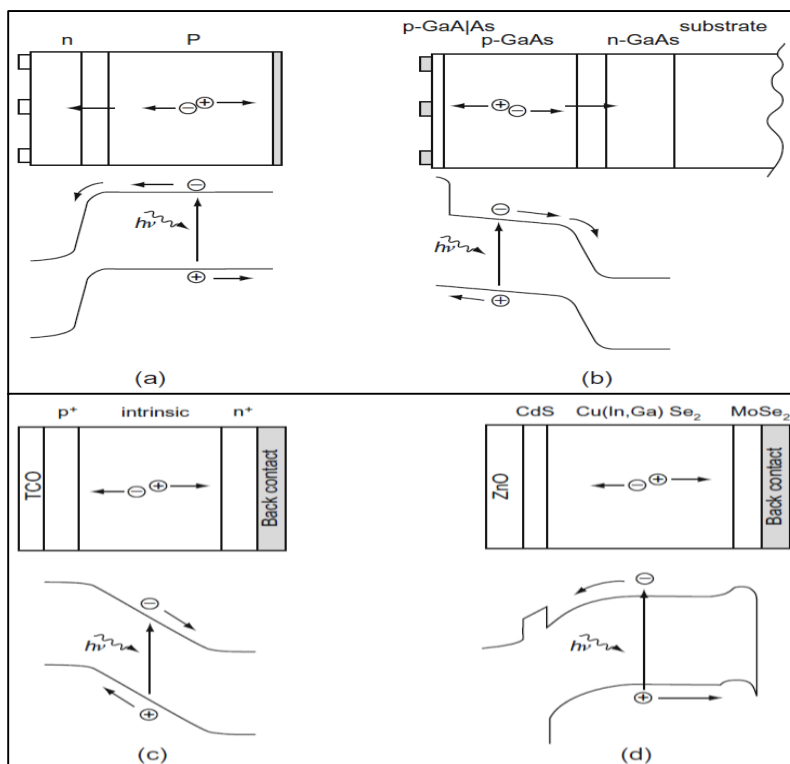 n P
(a)
hν
p-GaA|As
p-GaAs n-GaAs substrate
hν
(b)
p+ intrinsic n+
TCO
Back contact
hν
(c)
CdS Cu(In,Ga) Se2 MoSe2
ZnO
Back contact
hν
(d)